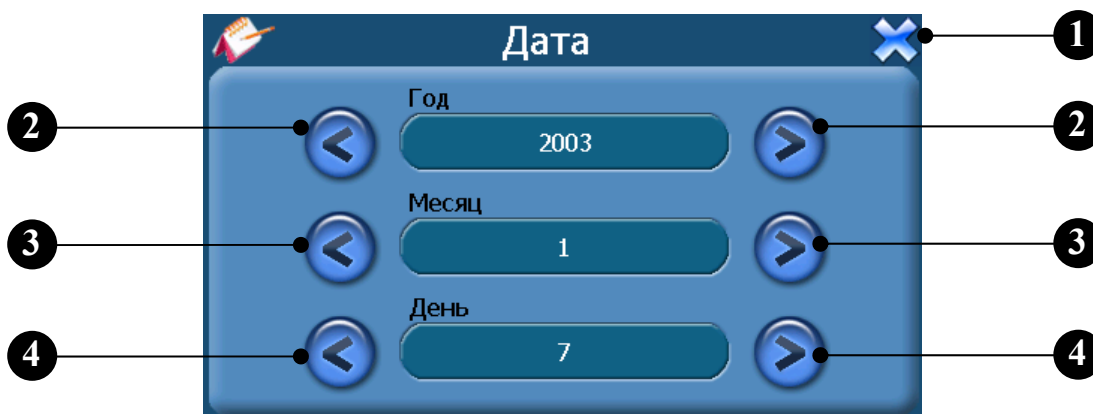 Дата
1
Год
2 < 2003 > 2
Месяц
3 < 1 > 3
День
4 < 7 > 4